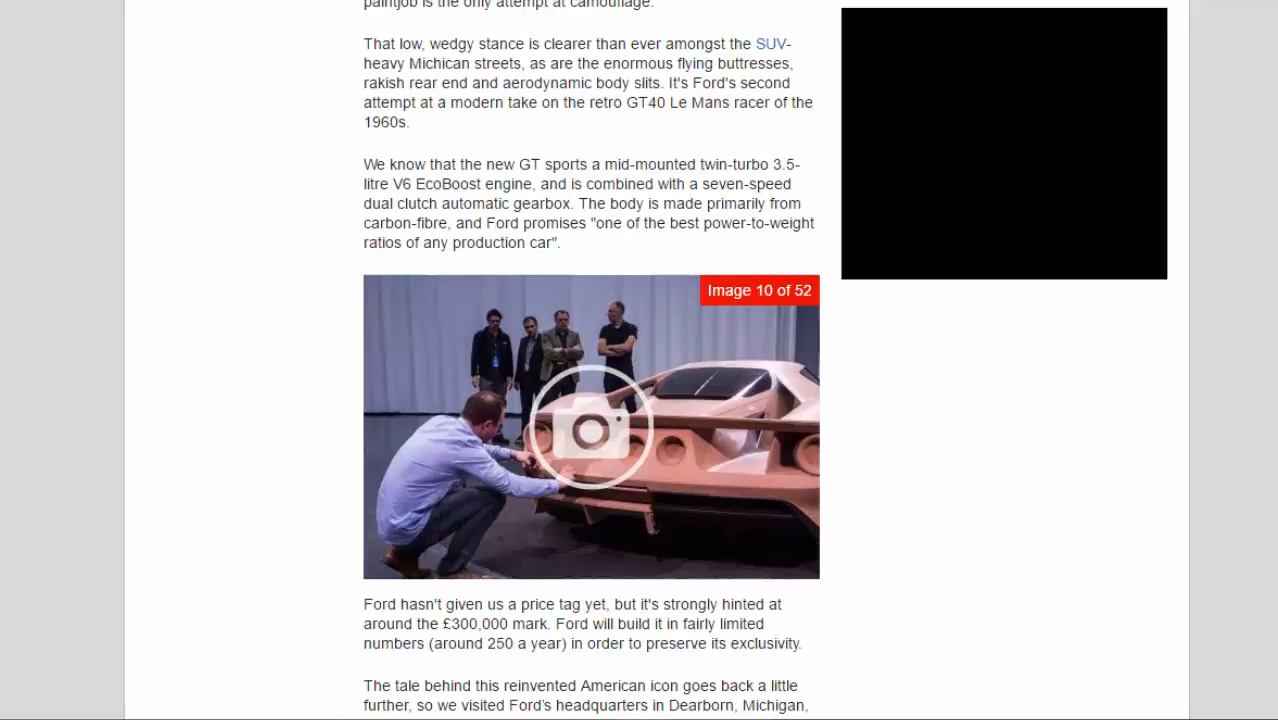 paintjob is the only attempt at camouflage.
That low, wedgy stance is clearer than ever amongst the SUV-
heavy Michican streets, as are the enormous flying buttresses,
rakish rear end and aerodynamic body slits. It's Ford's second
attempt at a modern take on the retro GT40 Le Mans racer of the
1960s.
We know that the new GT sports a mid-mounted twin-turbo 3.5-
litre V6 EcoBoost engine, and is combined with a seven-speed
dual clutch automatic gearbox. The body is made primarily from
carbon-fibre, and Ford promises "one of the best power-to-weight
ratios of any production car".
Image 10 of 52
Ford hasn't given us a price tag yet, but it's strongly hinted at
around the £300,000 mark. Ford will build it in fairly limited
numbers (around 250 a year) in order to preserve its exclusivity.
The tale behind this reinvented American icon goes back a little
further, so we visited Ford’s headquarters in Dearborn, Michigan,